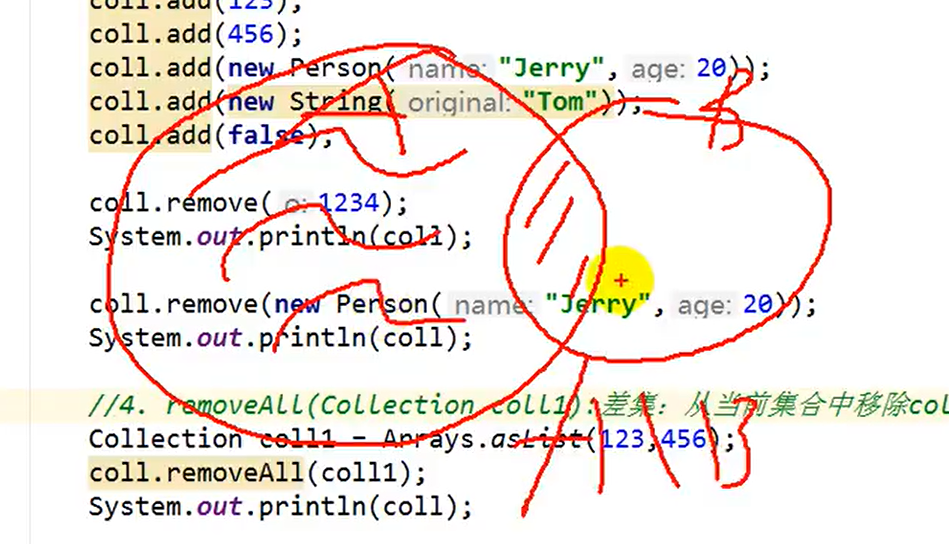 coll.add(123);
coll.add(456);
coll.add(new Person( name: "Jerry", age: 20));
coll.add(new String( original: "Tom"));
coll.add(false);
A
B
coll.remove( o: 1234);
System.out.println(coll);
coll.remove(new Person( name: "Jerry", age: 20));
System.out.println(coll);
//4. removeAll(Collection coll1):差集：从当前集合中移除col
Collection coll1 = Arrays.asList(123,456);
coll.removeAll(coll1);
System.out.println(coll);